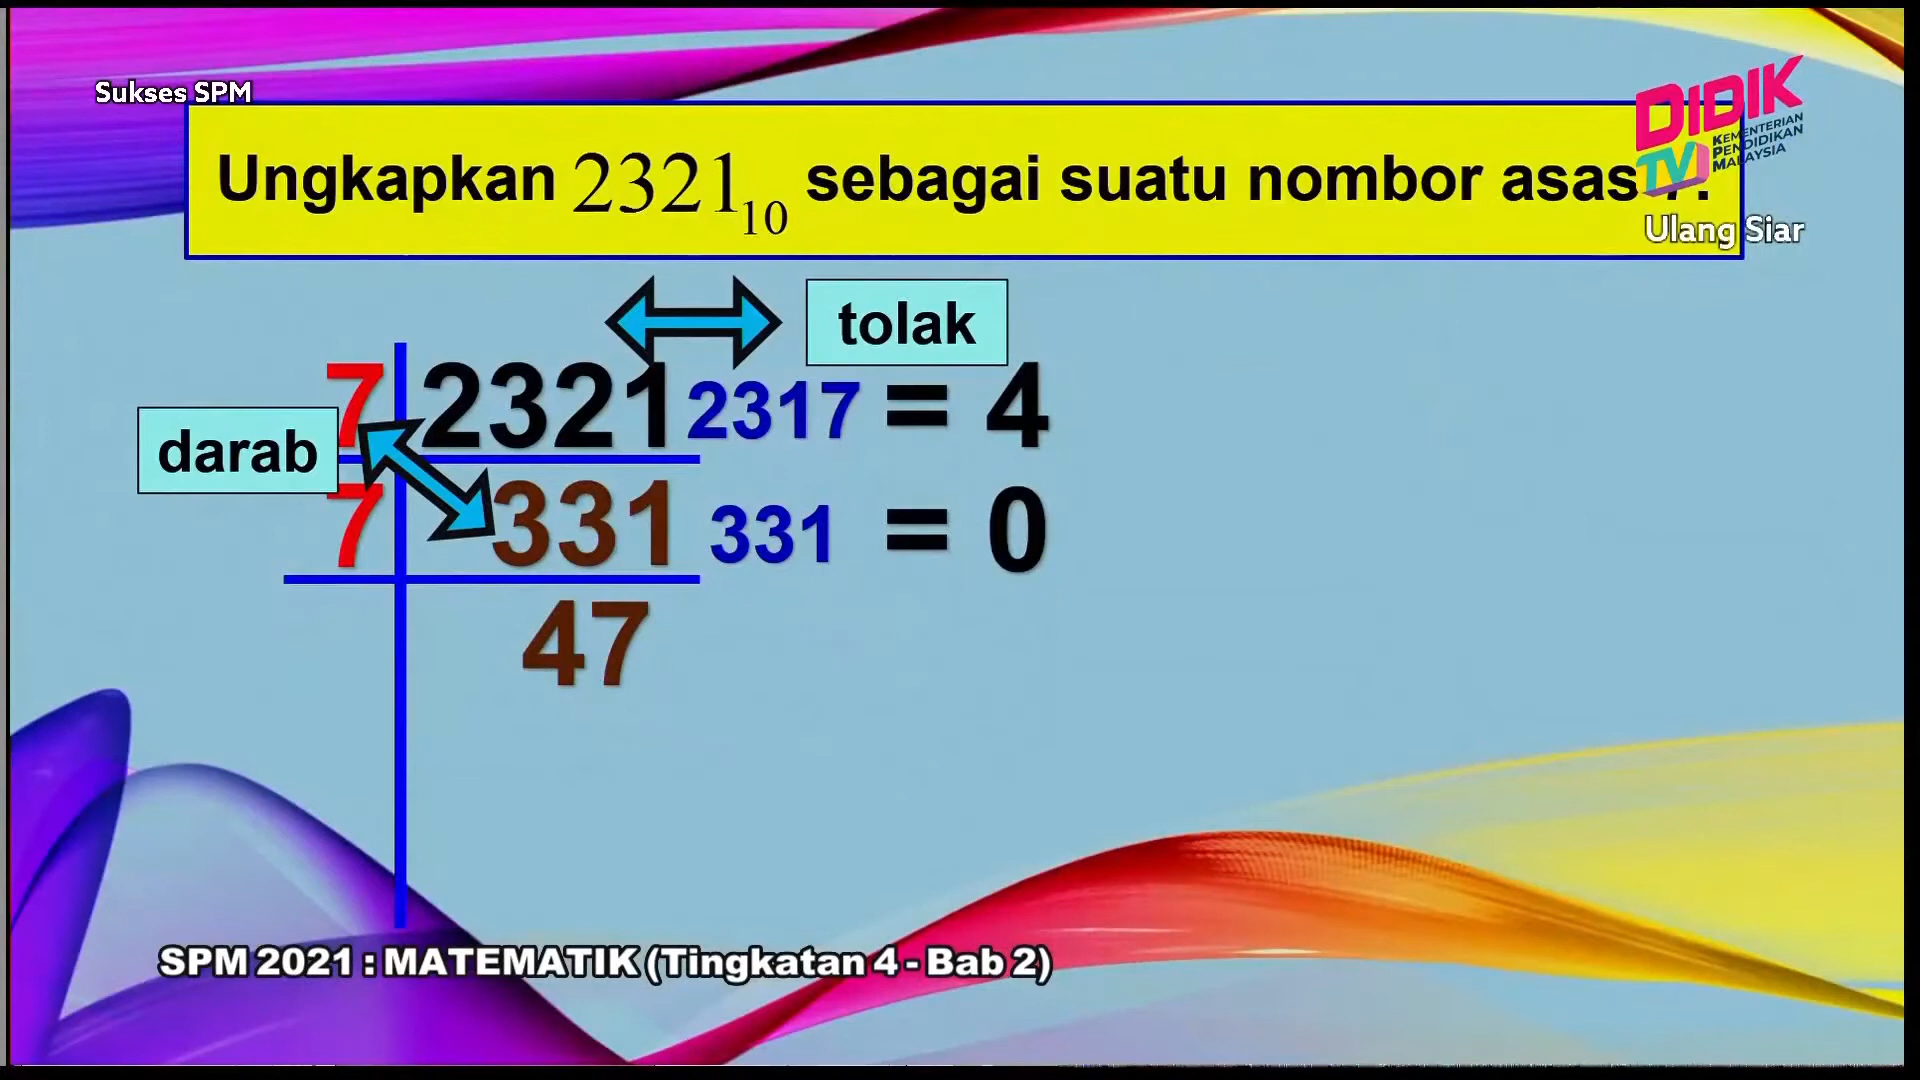 Sukses SPM
DIDIK
TV
KEMENTERIAN
PENDIDIKAN
MALAYSIA
Ungkapkan 2321₁₀ sebagai suatu nombor asas
Ulang Siar
tolak
7 2321 2317 = 4
darab
7 331 331 = 0
47
SPM 2021 : MATEMATIK (Tingkatan 4 - Bab 2)